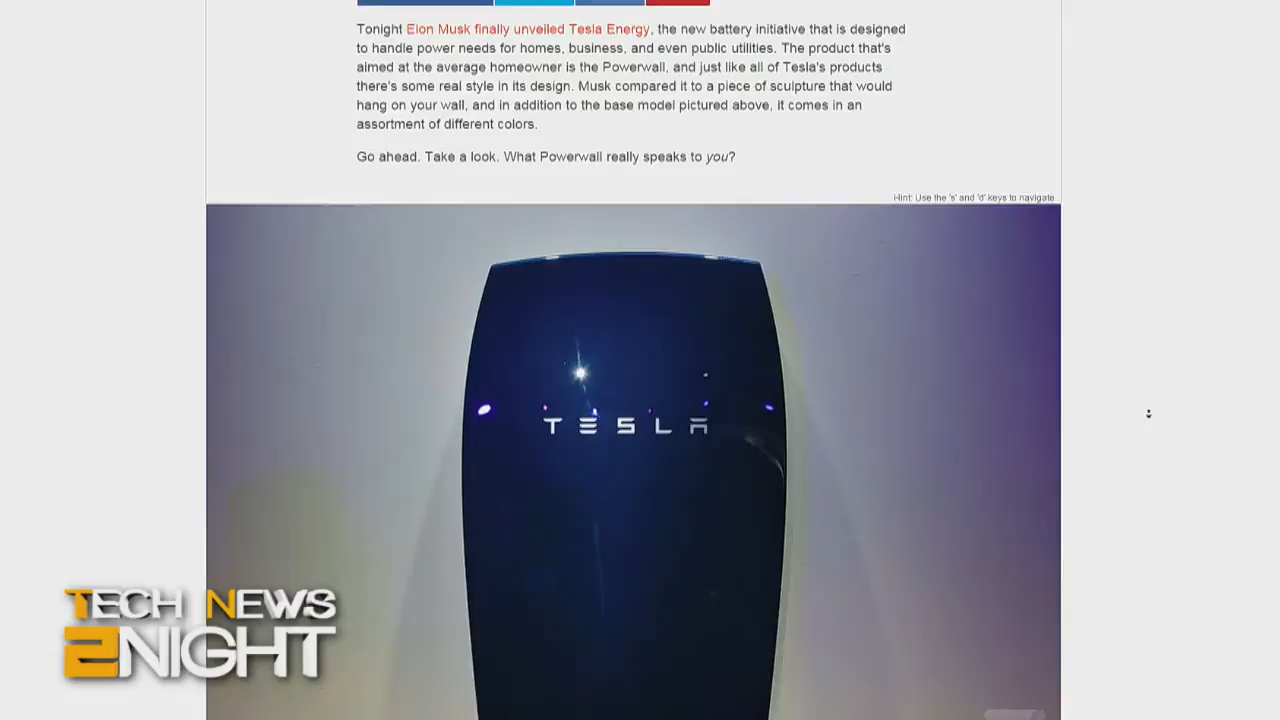 Tonight Elon Musk finally unveiled Tesla Energy, the new battery initiative that is designed
to handle power needs for homes, business, and even public utilities. The product that's
aimed at the average homeowner is the Powerwall, and just like all of Tesla's products
there's some real style in its design. Musk compared it to a piece of sculpture that would
hang on your wall, and in addition to the base model pictured above, it comes in an
assortment of different colors.
Go ahead. Take a look. What Powerwall really speaks to you?
Hint: Use the 's' and 'd' keys to navigate
TESLA
TECH NEWS
2NIGHT